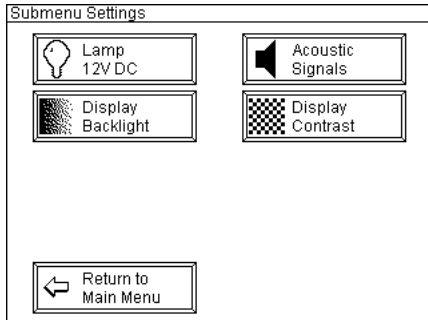 Submenu Settings
Lamp
12V DC
Acoustic
Signals
Display
Backlight
Display
Contrast
Return to
Main Menu